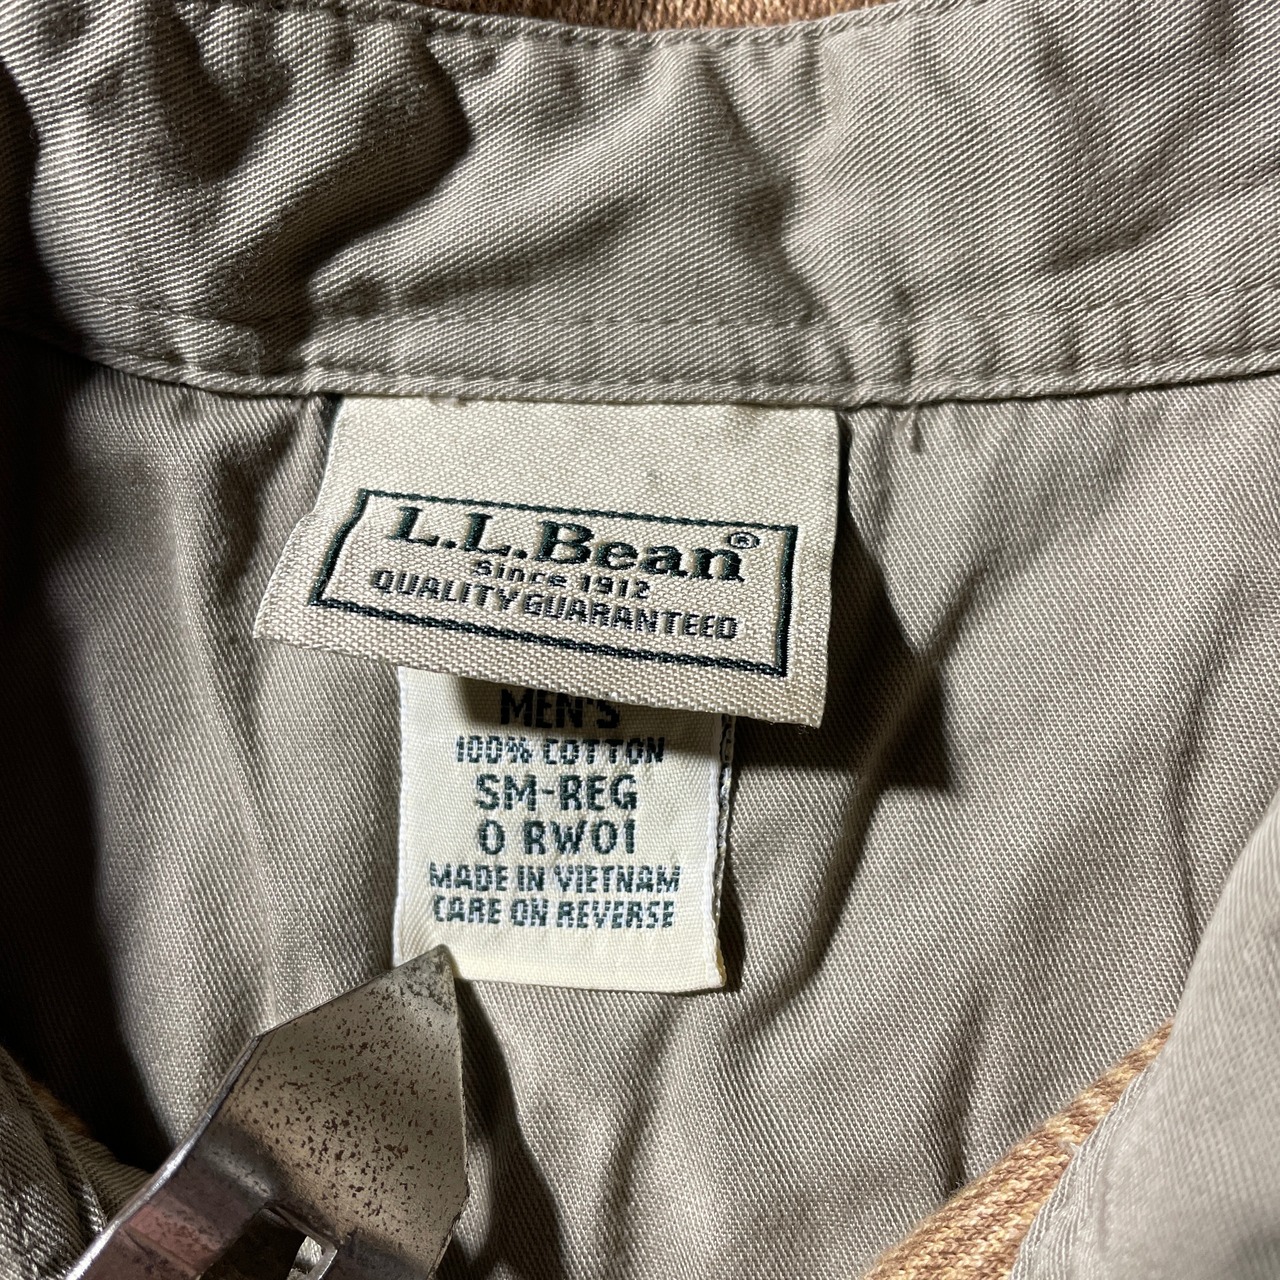 L.L.Bean®
Since 1912
QUALITY GUARANTEED
MEN'S
100% COTTON
SM-REG
0 RW01
MADE IN VIETNAM
CARE ON REVERSE